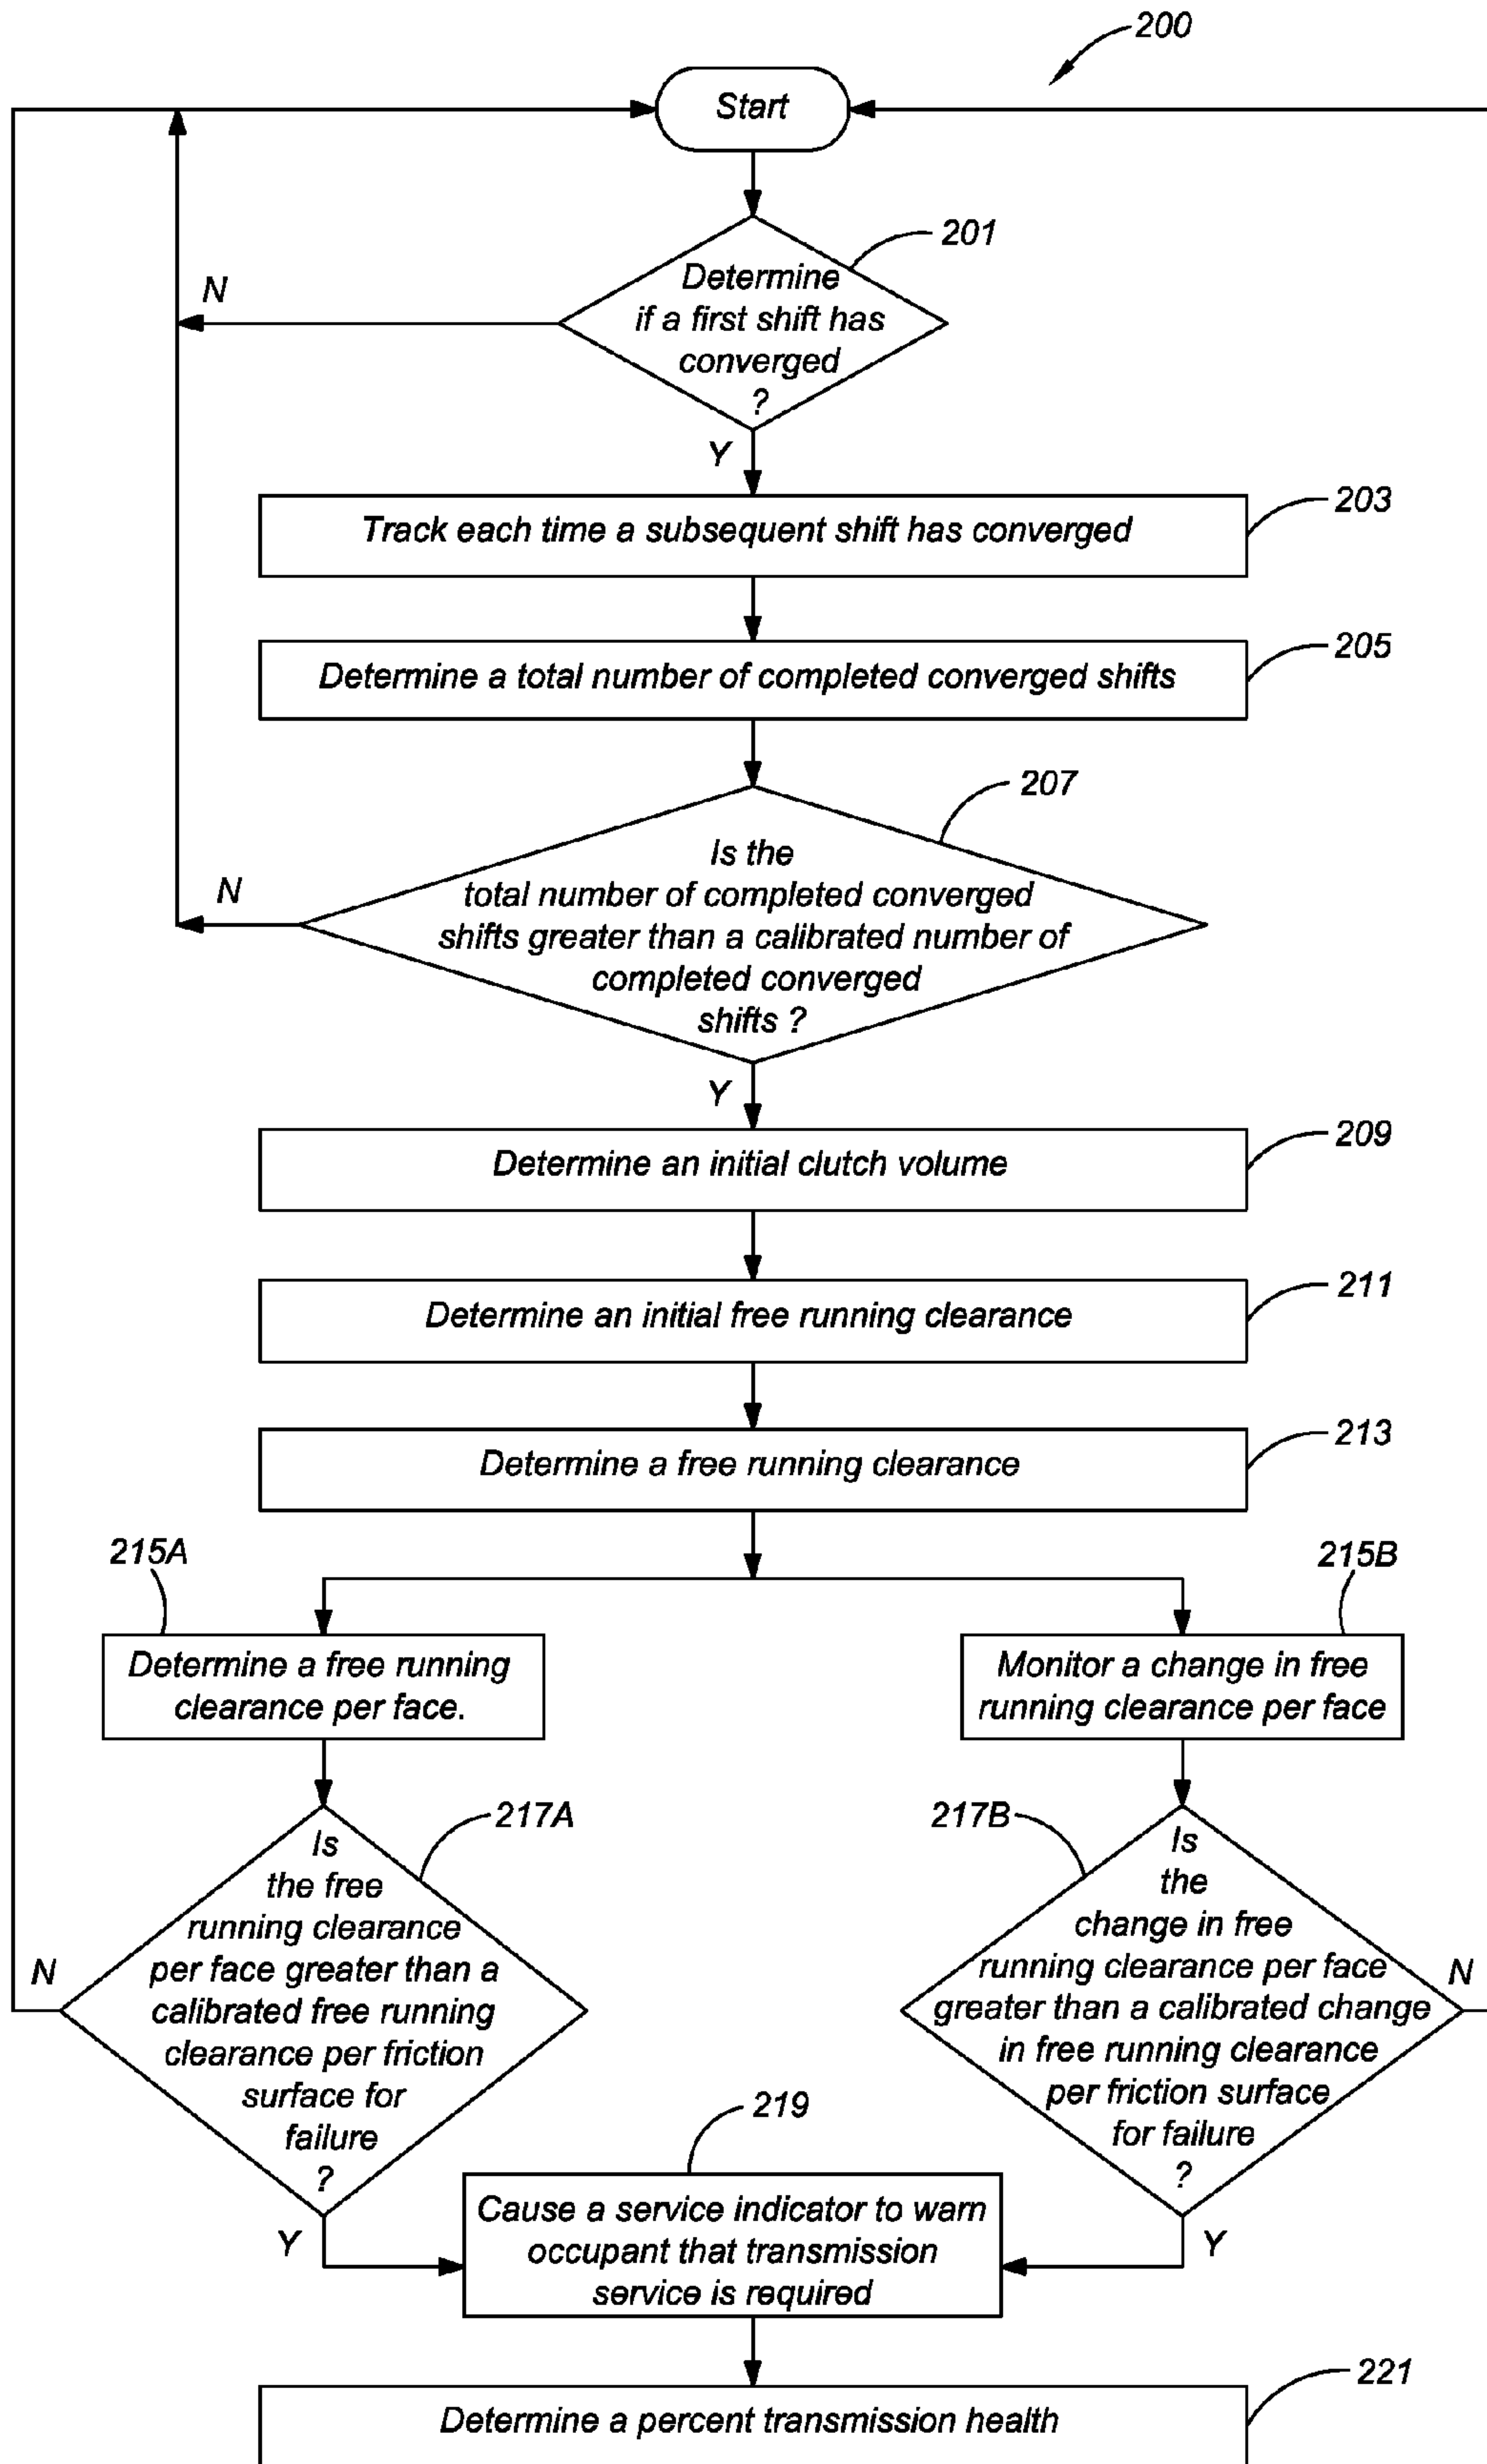 200
Start
201
Determine
if a first shift has
converged
?
N
Y
203
Track each time a subsequent shift has converged
205
Determine a total number of completed converged shifts
207
Is the
total number of completed converged
shifts greater than a calibrated number of
completed converged
shifts ?
N
Y
209
Determine an initial clutch volume
211
Determine an initial free running clearance
213
Determine a free running clearance
215A
Determine a free running
clearance per face.
215B
Monitor a change in free
running clearance per face
217A
Is
the free
running clearance
per face greater than a
calibrated free running
clearance per friction
surface for
failure
?
N
Y
217B
Is
the
change in free
running clearance per face
greater than a calibrated change
in free running clearance
per friction surface
for failure
?
N
Y
219
Cause a service indicator to warn
occupant that transmission
service is required
221
Determine a percent transmission health